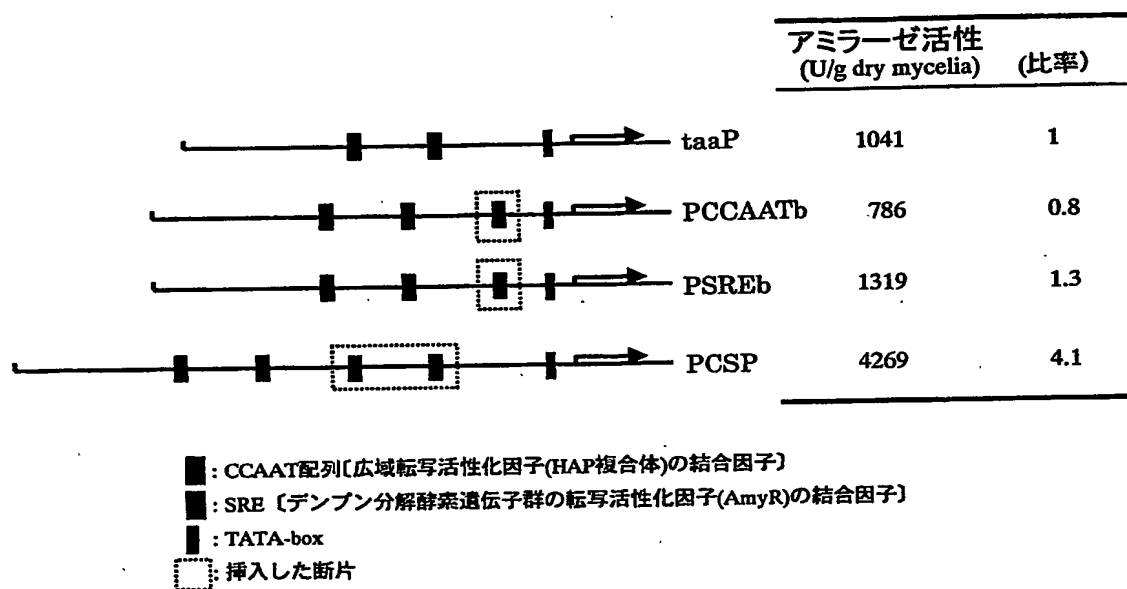 アミラーゼ活性
(U/g dry mycelia) (比率)
taaP 1041 1
PCCAATb 786 0.8
PSREb 1319 1.3
PCSP 4269 4.1
: CCAAT配列〔広域転写活性化因子(HAP複合体)の結合因子〕
: SRE〔デンプン分解酵素遺伝子群の転写活性化因子(AmyR)の結合因子〕
: TATA-box
: 挿入した断片